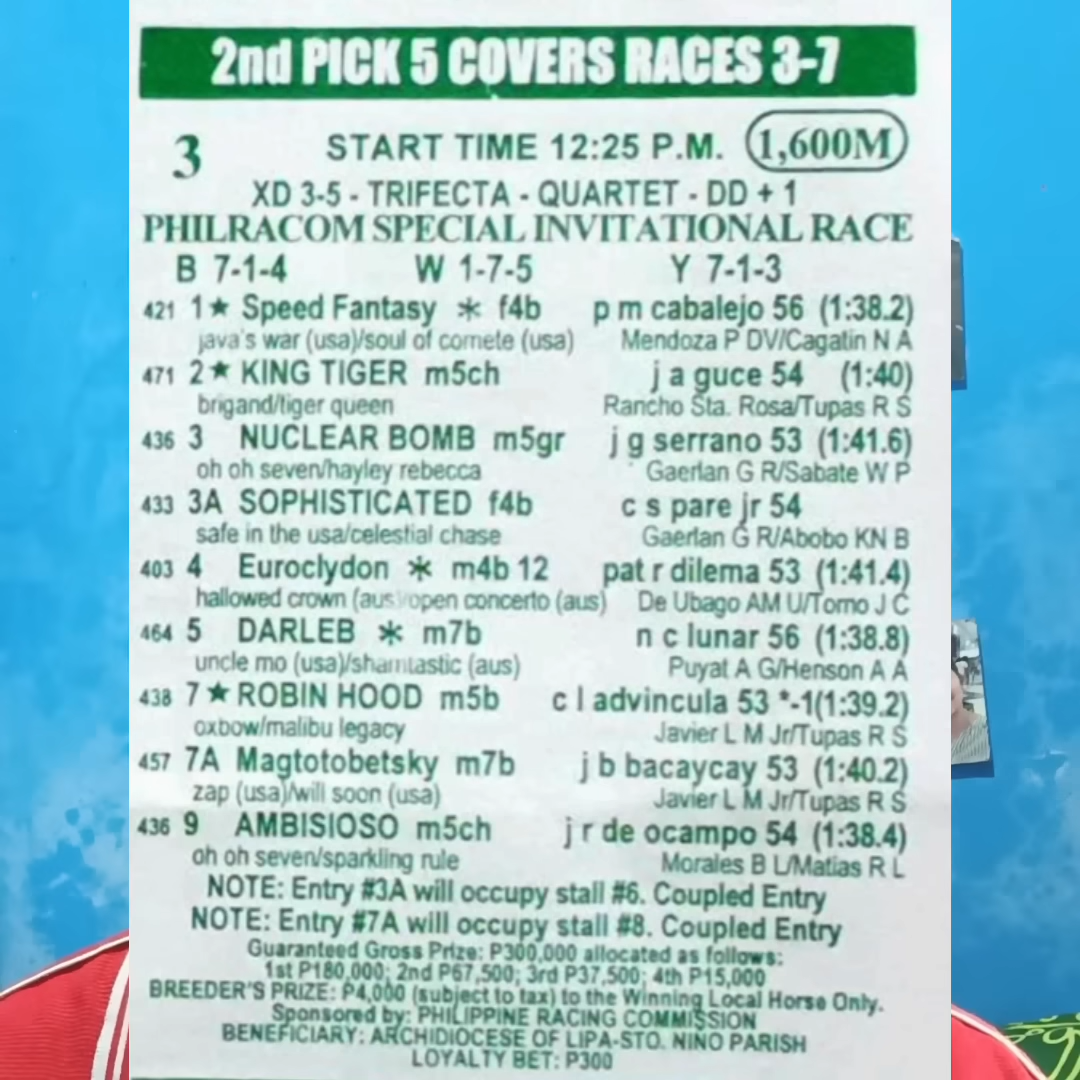 2nd PICK 5 COVERS RACES 3-7
3 START TIME 12:25 P.M. 1,600M
XD 3-5 - TRIFECTA - QUARTET - DD + 1
PHILRACOM SPECIAL INVITATIONAL RACE
B 7-1-4 W 1-7-5 Y 7-1-3
421 1★ Speed Fantasy * f4b p m cabalejo 56 (1:38.2)
java's war (usa)/soul of comete (usa) Mendoza P DV/Cagatin N A
471 2★ KING TIGER m5ch j a guce 54 (1:40)
brigand/tiger queen Rancho Sta. Rosa/Tupas R S
436 3 NUCLEAR BOMB m5gr j g serrano 53 (1:41.6)
oh oh seven/hayley rebecca Gaerlan G R/Sabate W P
433 3A SOPHISTICATED f4b c s pare jr 54
safe in the usa/celestial chase Gaerlan G R/Abobo KN B
403 4 Euroclydon * m4b 12 pat r dilema 53 (1:41.4)
hallowed crown (aus)/open concerto (aus) De Ubago AM U/Torno J C
464 5 DARLEB * m7b n c lunar 56 (1:38.8)
uncle mo (usa)/shamtastic (aus) Puyat A G/Henson A A
438 7★ ROBIN HOOD m5b c l advincula 53 *-1(1:39.2)
oxbow/malibu legacy Javier L M Jr/Tupas R S
457 7A Magtotobetsky m7b j b bacaycay 53 (1:40.2)
zap (usa)/will soon (usa) Javier L M Jr/Tupas R S
436 9 AMBISIOSO m5ch j r de ocampo 54 (1:38.4)
oh oh seven/sparkling rule Morales B L/Matias R L
NOTE: Entry #3A will occupy stall #6. Coupled Entry
NOTE: Entry #7A will occupy stall #8. Coupled Entry
Guaranteed Gross Prize: P300,000 allocated as follows:
1st P180,000; 2nd P67,500; 3rd P37,500; 4th P15,000
BREEDER'S PRIZE: P4,000 (subject to tax) to the Winning Local Horse Only.
Sponsored by: PHILIPPINE RACING COMMISSION
BENEFICIARY: ARCHIDIOCESE OF LIPA-STO. NINO PARISH
LOYALTY BET: P300